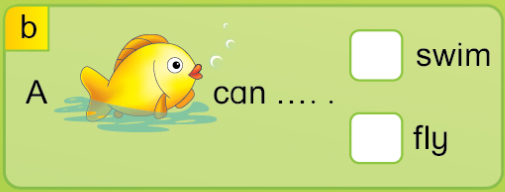 b
A can .... .
swim
fly